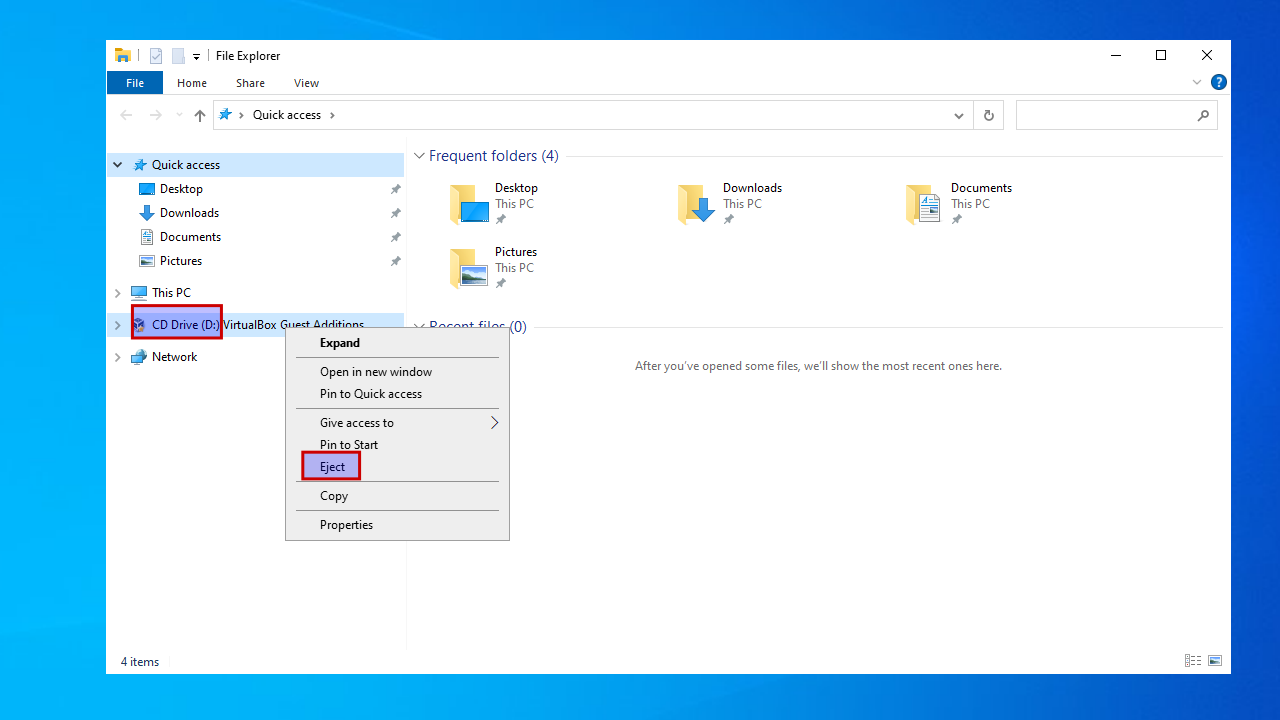 File Explorer
File Home Share View
Quick access
Quick access
Desktop
Downloads
Documents
Pictures
This PC
CD Drive (D:) VirtualBox Guest Additions
Network
Frequent folders (4)
Desktop
This PC
Downloads
This PC
Documents
This PC
Pictures
This PC
Recent files (0)
After you've opened some files, we'll show the most recent ones here.
Expand
Open in new window
Pin to Quick access
Give access to
Pin to Start
Eject
Copy
Properties
4 items